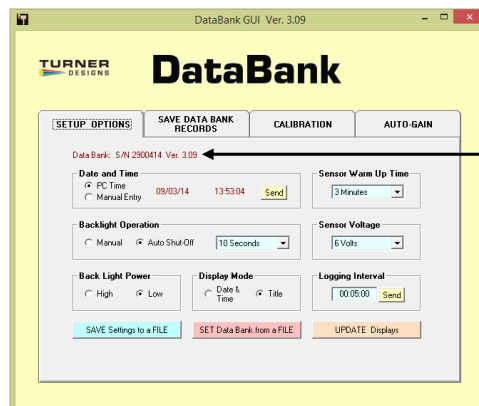 DataBank GUI Ver. 3.09
TURNER
DESIGNS
DataBank
SETUP OPTIONS
SAVE DATA BANK
RECORDS
CALIBRATION
AUTO-GAIN
Data Bank: S/N 2900414 Ver. 3.09
Date and Time
PC Time
Manual Entry
09/03/14
13:53:04
Send
Sensor Warm Up Time
3 Minutes
Backlight Operation
Manual
Auto Shut-Off
10 Seconds
Sensor Voltage
6 Volts
Back Light Power
High
Low
Display Mode
Date &
Time
Title
Logging Interval
00:05:00
Send
SAVE Settings to a FILE
SET Data Bank from a FILE
UPDATE Displays